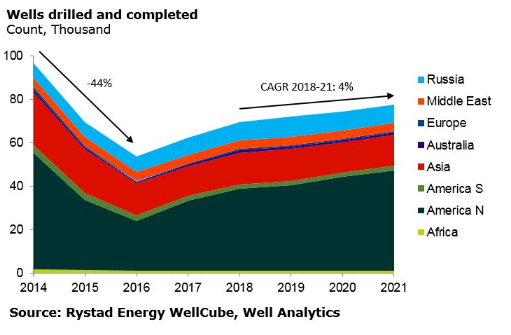 Wells drilled and completed
Count, Thousand
100
80
60
40
20
0
-44%
CAGR 2018-21: 4%
2014 2015 2016 2017 2018 2019 2020 2021
Russia
Middle East
Europe
Australia
Asia
America S
America N
Africa
Source: Rystad Energy WellCube, Well Analytics